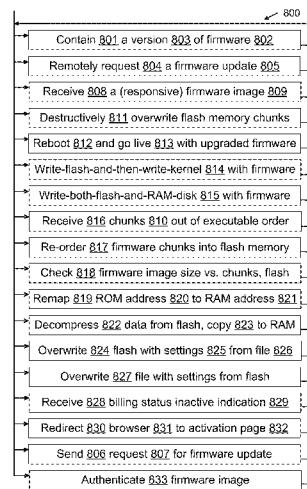 800
Contain 801 a version 803 of firmware 802
Remotely request 804 a firmware update 805
Receive 808 a (responsive) firmware image 809
Destructively 811 overwrite flash memory chunks
Reboot 812 and go live 813 with upgraded firmware
Write-flash-and-then-write-kernel 814 with firmware
Write-both-flash-and-RAM-disk 815 with firmware
Receive 816 chunks 810 out of executable order
Re-order 817 firmware chunks into flash memory
Check 818 firmware image size vs. chunks, flash
Remap 819 ROM address 820 to RAM address 821
Decompress 822 data from flash, copy 823 to RAM
Overwrite 824 flash with settings 825 from file 626
Overwrite 827 file with settings from flash
Receive 828 billing status inactive indication 829
Redirect 830 browser 831 to activation page 832
Send 806 request 807 for firmware update
Authenticate 633 firmware image